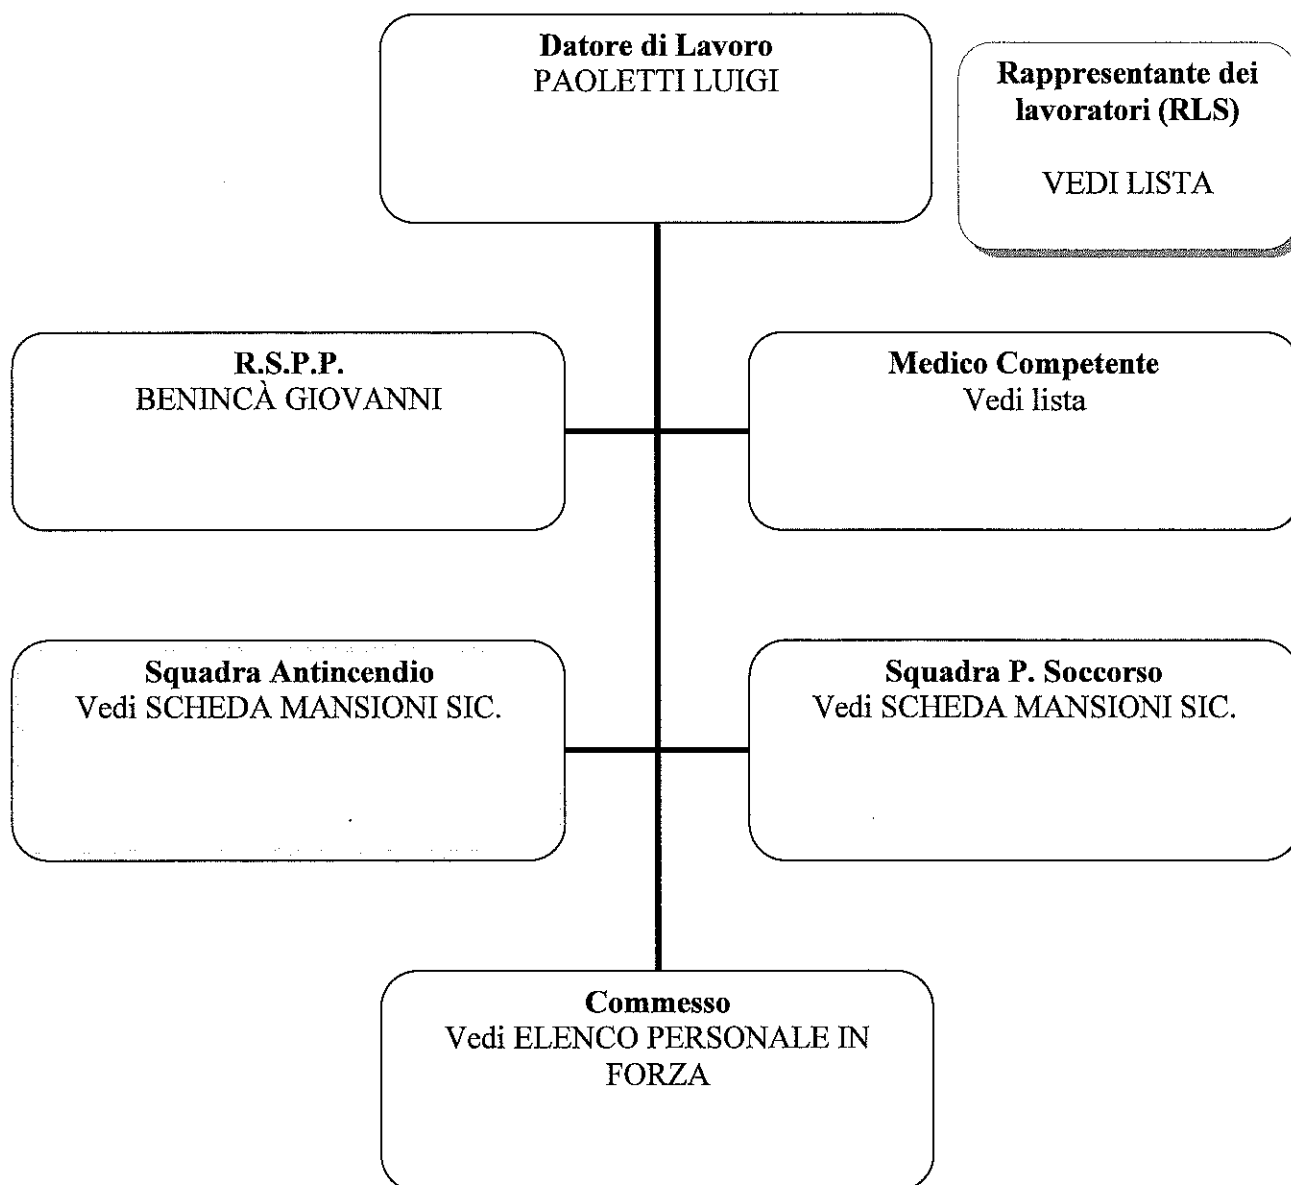 Datore di Lavoro
PAOLETTI LUIGI
Rappresentante dei
lavoratori (RLS)
VEDI LISTA
R.S.P.P.
BENINCÀ GIOVANNI
Medico Competente
Vedi lista
Squadra Antincendio
Vedi SCHEDA MANSIONI SIC.
Squadra P. Soccorso
Vedi SCHEDA MANSIONI SIC.
Commesso
Vedi ELENCO PERSONALE IN
FORZA